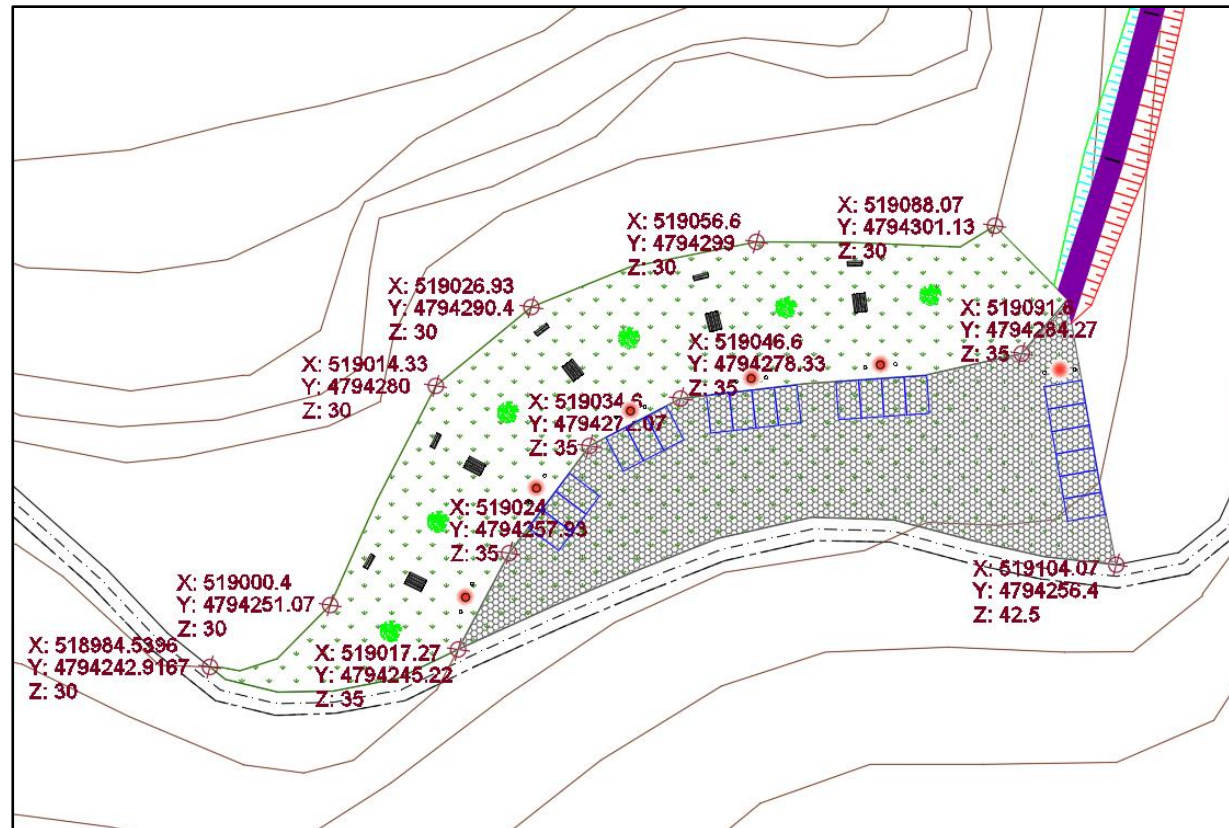 X: 519088.07
Y: 4794301.13
Z: 30
X: 519056.6
Y: 4794299
Z: 30
X: 519026.93
Y: 4794290.4
Z: 30
X: 519091.6
Y: 4794284.27
Z: 35
X: 519046.6
Y: 4794278.33
Z: 35
X: 519014.33
Y: 4794280
Z: 30
X: 519034.6
Y: 4794272.07
Z: 35
X: 519024
Y: 4794257.93
Z: 35
X: 519104.07
Y: 4794256.4
Z: 42.5
X: 519000.4
Y: 4794251.07
Z: 30
X: 518984.5396
Y: 4794242.9167
Z: 30
X: 519017.27
Y: 4794245.22
Z: 35